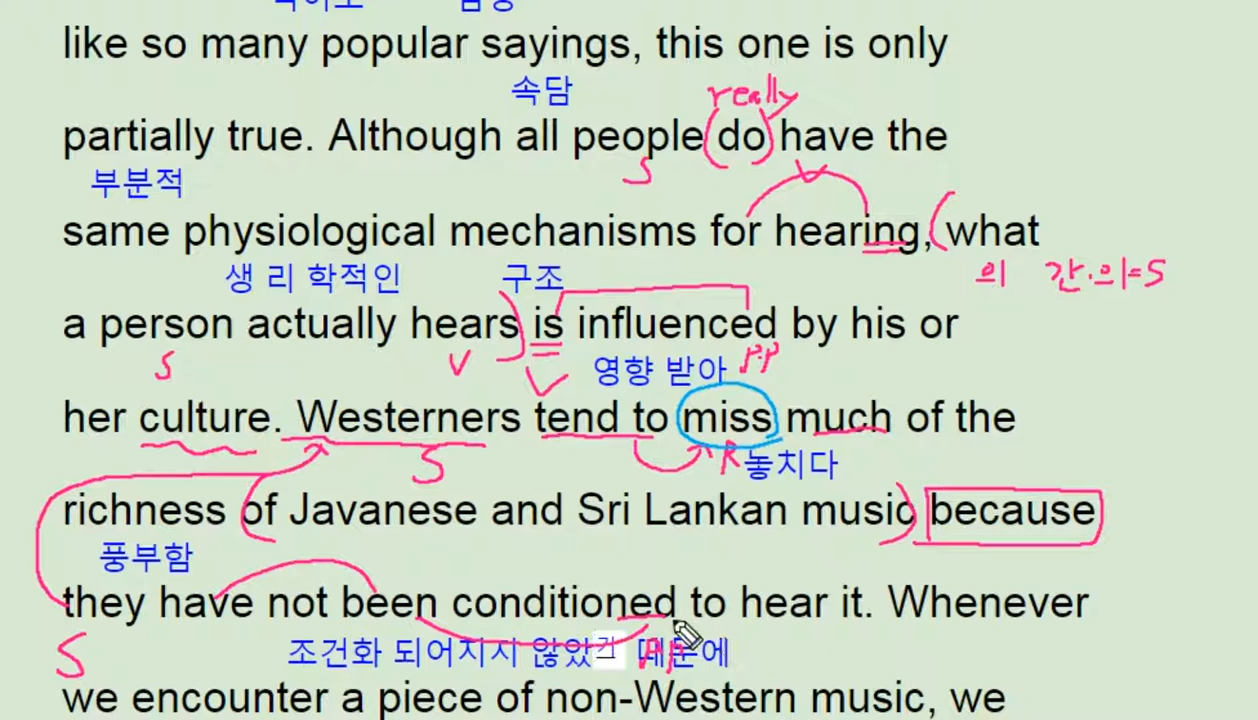 like so many popular sayings, this one is only
속담 really
partially true. Although all people (do) have the
부분적 S V
same physiological mechanisms for hearing, (what
생 리 학적인 구조 의 간·의=S
a person actually hears) is influenced by his or
S V V 영향 받아 P.P
her culture. Westerners tend to miss much of the
S R 놓치다
richness (of Javanese and Sri Lankan music) because
풍부함
they have not been conditioned to hear it. Whenever
S 조건화 되어지지 않았기 때문에 PP
we encounter a piece of non-Western music, we